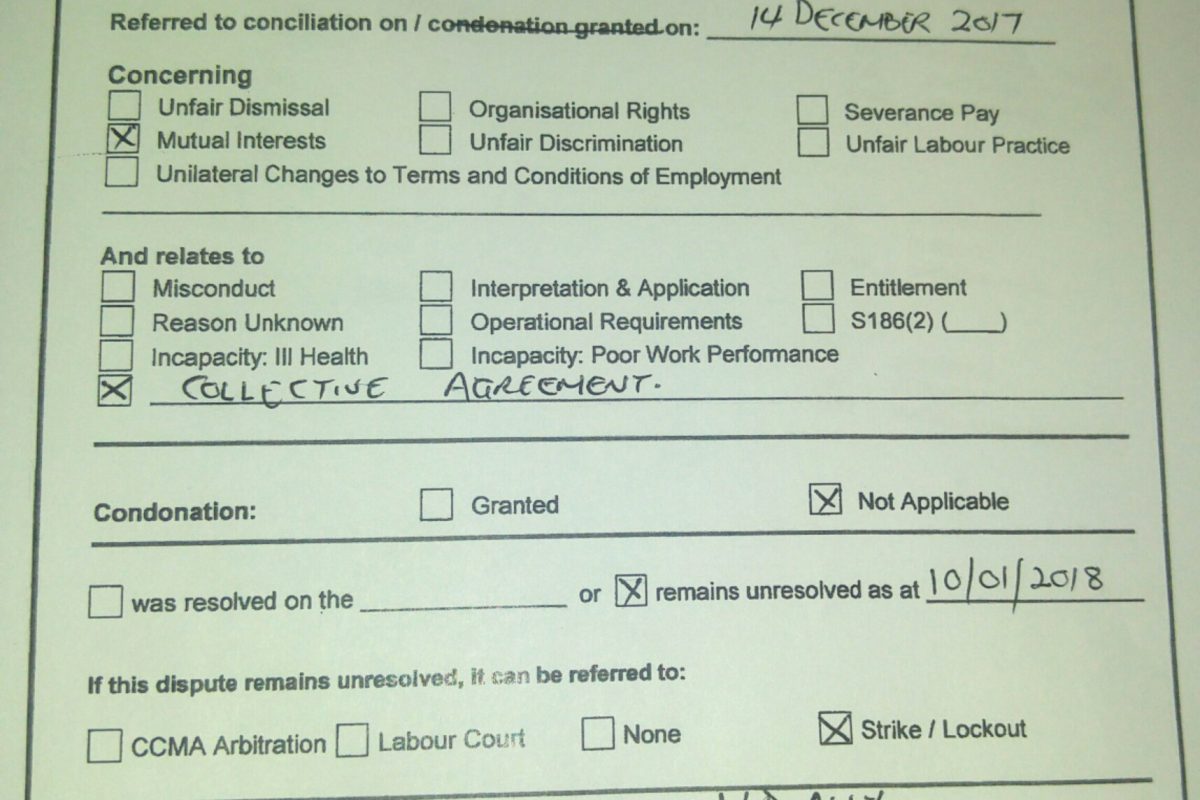 Referred to conciliation on / condonation granted on: 14 DECEMBER 2017
Concerning
Unfair Dismissal Organisational Rights Severance Pay
Mutual Interests Unfair Discrimination Unfair Labour Practice
Unilateral Changes to Terms and Conditions of Employment
And relates to
Misconduct Interpretation & Application Entitlement
Reason Unknown Operational Requirements S186(2) (____)
Incapacity: Ill Health Incapacity: Poor Work Performance
COLLECTIVE AGREEMENT.
Condonation: Granted Not Applicable
was resolved on the ____ or remains unresolved as at 10/01/2018
If this dispute remains unresolved, it can be referred to:
CCMA Arbitration Labour Court None Strike / Lockout